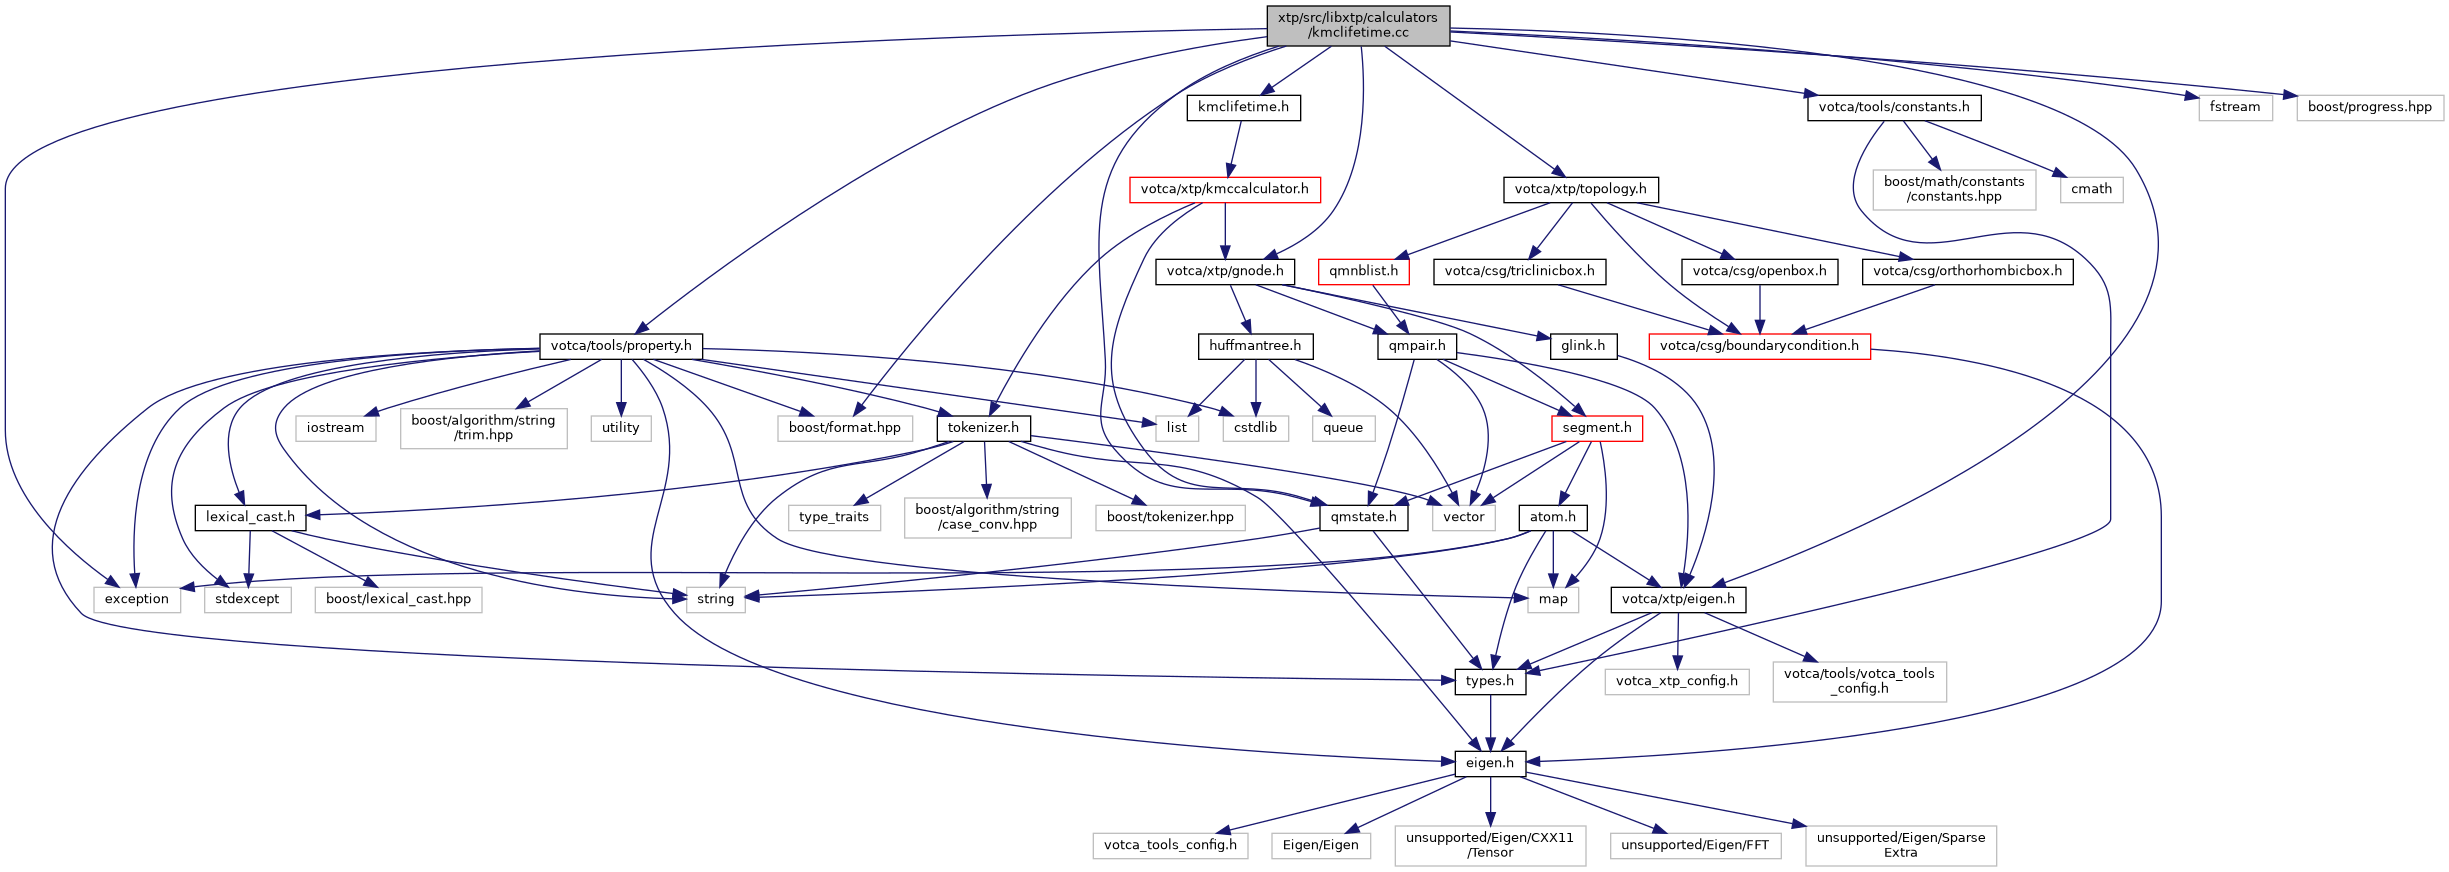 xtp/src/libxtp/calculators
/kmclifetime.cc
kmclifetime.h
votca/tools/constants.h
fstream
boost/progress.hpp
votca/xtp/kmccalculator.h
votca/xtp/topology.h
boost/math/constants
/constants.hpp
cmath
votca/xtp/gnode.h
qmnblist.h
votca/csg/triclinicbox.h
votca/csg/openbox.h
votca/csg/orthorhombicbox.h
votca/tools/property.h
huffmantree.h
qmpair.h
glink.h
votca/csg/boundarycondition.h
iostream
boost/algorithm/string
/trim.hpp
utility
boost/format.hpp
tokenizer.h
list
cstdlib
queue
segment.h
lexical_cast.h
type_traits
boost/algorithm/string
/case_conv.hpp
boost/tokenizer.hpp
qmstate.h
vector
atom.h
exception
stdexcept
boost/lexical_cast.hpp
string
map
votca/xtp/eigen.h
types.h
votca_xtp_config.h
votca/tools/votca_tools
_config.h
eigen.h
votca_tools_config.h
Eigen/Eigen
unsupported/Eigen/CXX11
/Tensor
unsupported/Eigen/FFT
unsupported/Eigen/Sparse
Extra